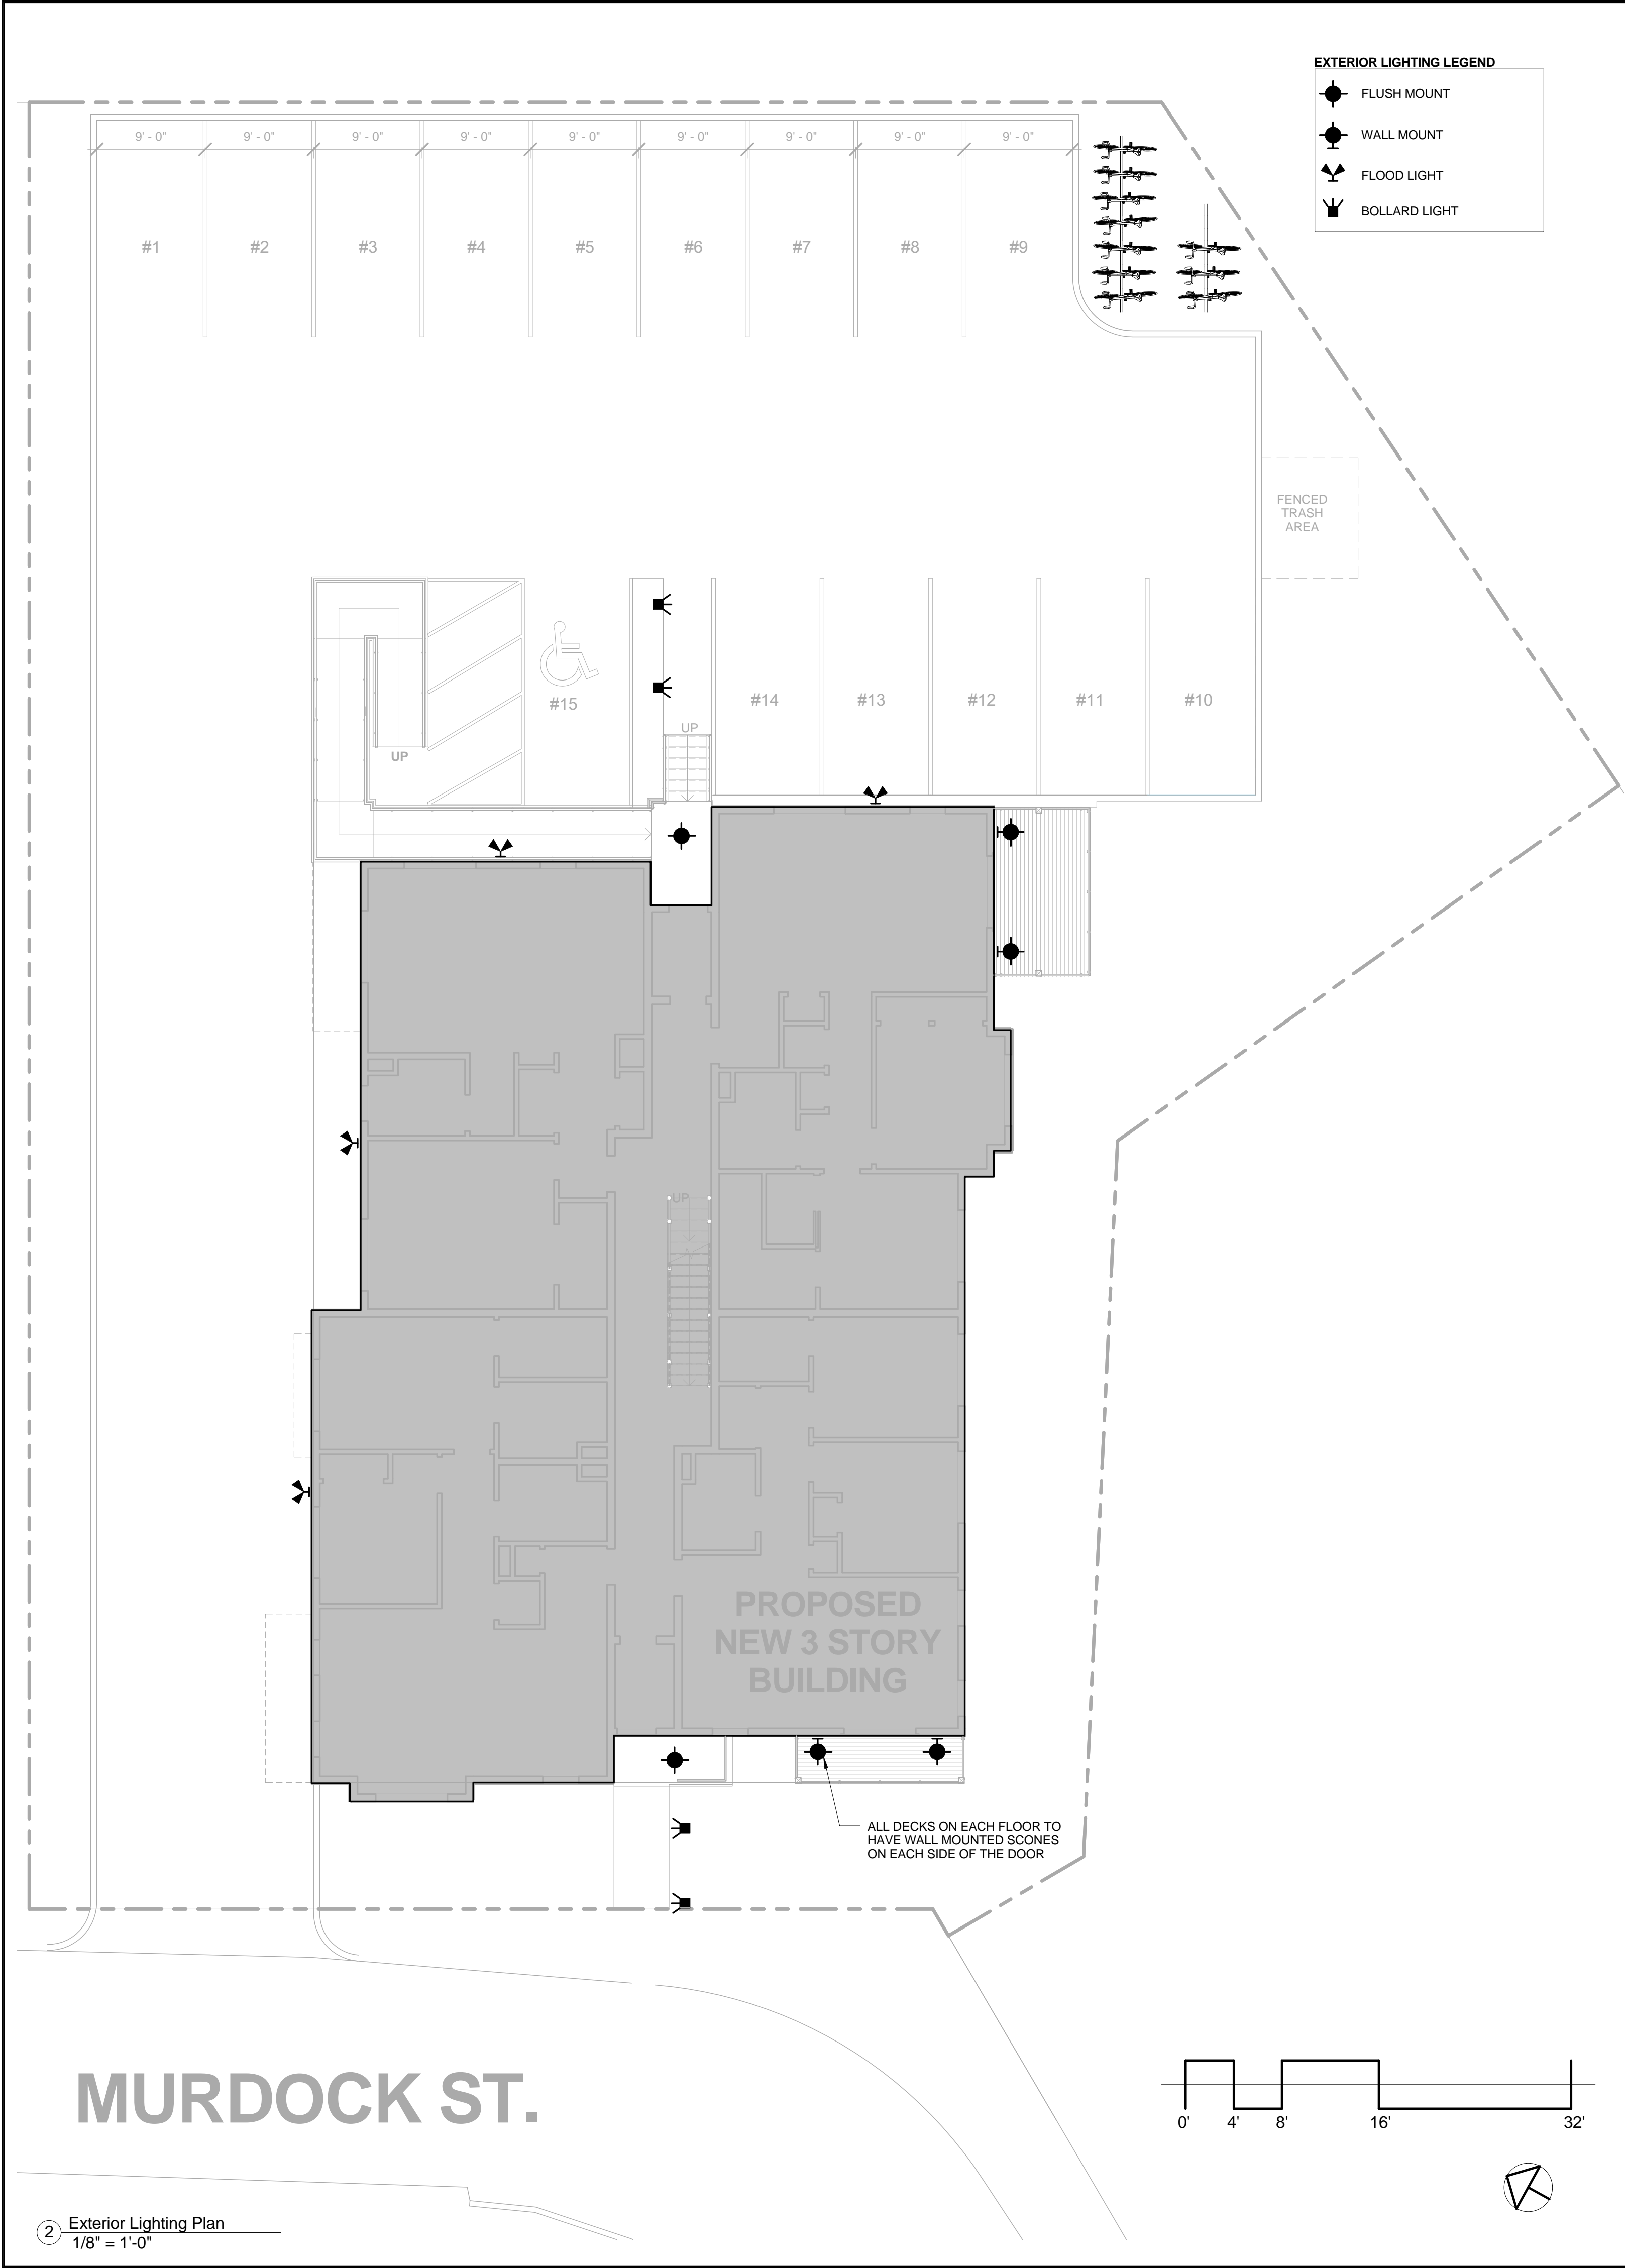 EXTERIOR LIGHTING LEGEND
FLUSH MOUNT
WALL MOUNT
FLOOD LIGHT
BOLLARD LIGHT
9' - 0" 9' - 0" 9' - 0" 9' - 0" 9' - 0" 9' - 0" 9' - 0" 9' - 0" 9' - 0"
#1 #2 #3 #4 #5 #6 #7 #8 #9
FENCED
TRASH
AREA
#15 #14 #13 #12 #11 #10
UP
UP
UP
PROPOSED
NEW 3 STORY
BUILDING
ALL DECKS ON EACH FLOOR TO
HAVE WALL MOUNTED SCONES
ON EACH SIDE OF THE DOOR
MURDOCK ST.
0' 4' 8' 16' 32'
2 Exterior Lighting Plan
1/8" = 1'-0"